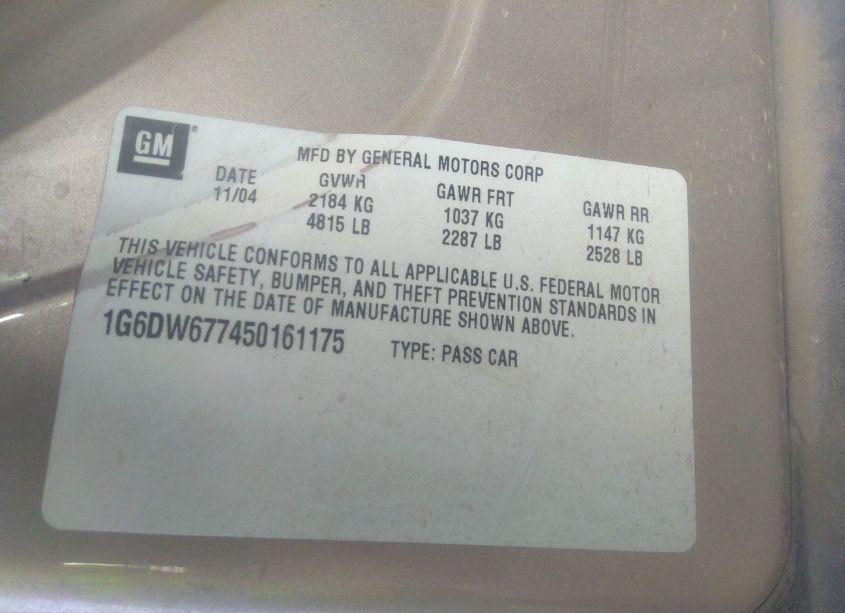 GM
MFD BY GENERAL MOTORS CORP
DATE GVWR GAWR FRT GAWR RR
11/04 2184 KG 1037 KG 1147 KG
4815 LB 2287 LB 2528 LB
THIS VEHICLE CONFORMS TO ALL APPLICABLE U.S. FEDERAL MOTOR
VEHICLE SAFETY, BUMPER, AND THEFT PREVENTION STANDARDS IN
EFFECT ON THE DATE OF MANUFACTURE SHOWN ABOVE.
1G6DW677450161175 TYPE: PASS CAR